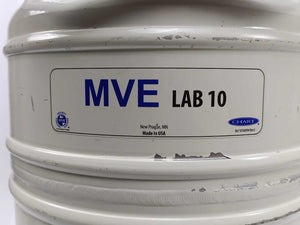 MVE LAB 10
CHART
New Prague, MN
Made In USA